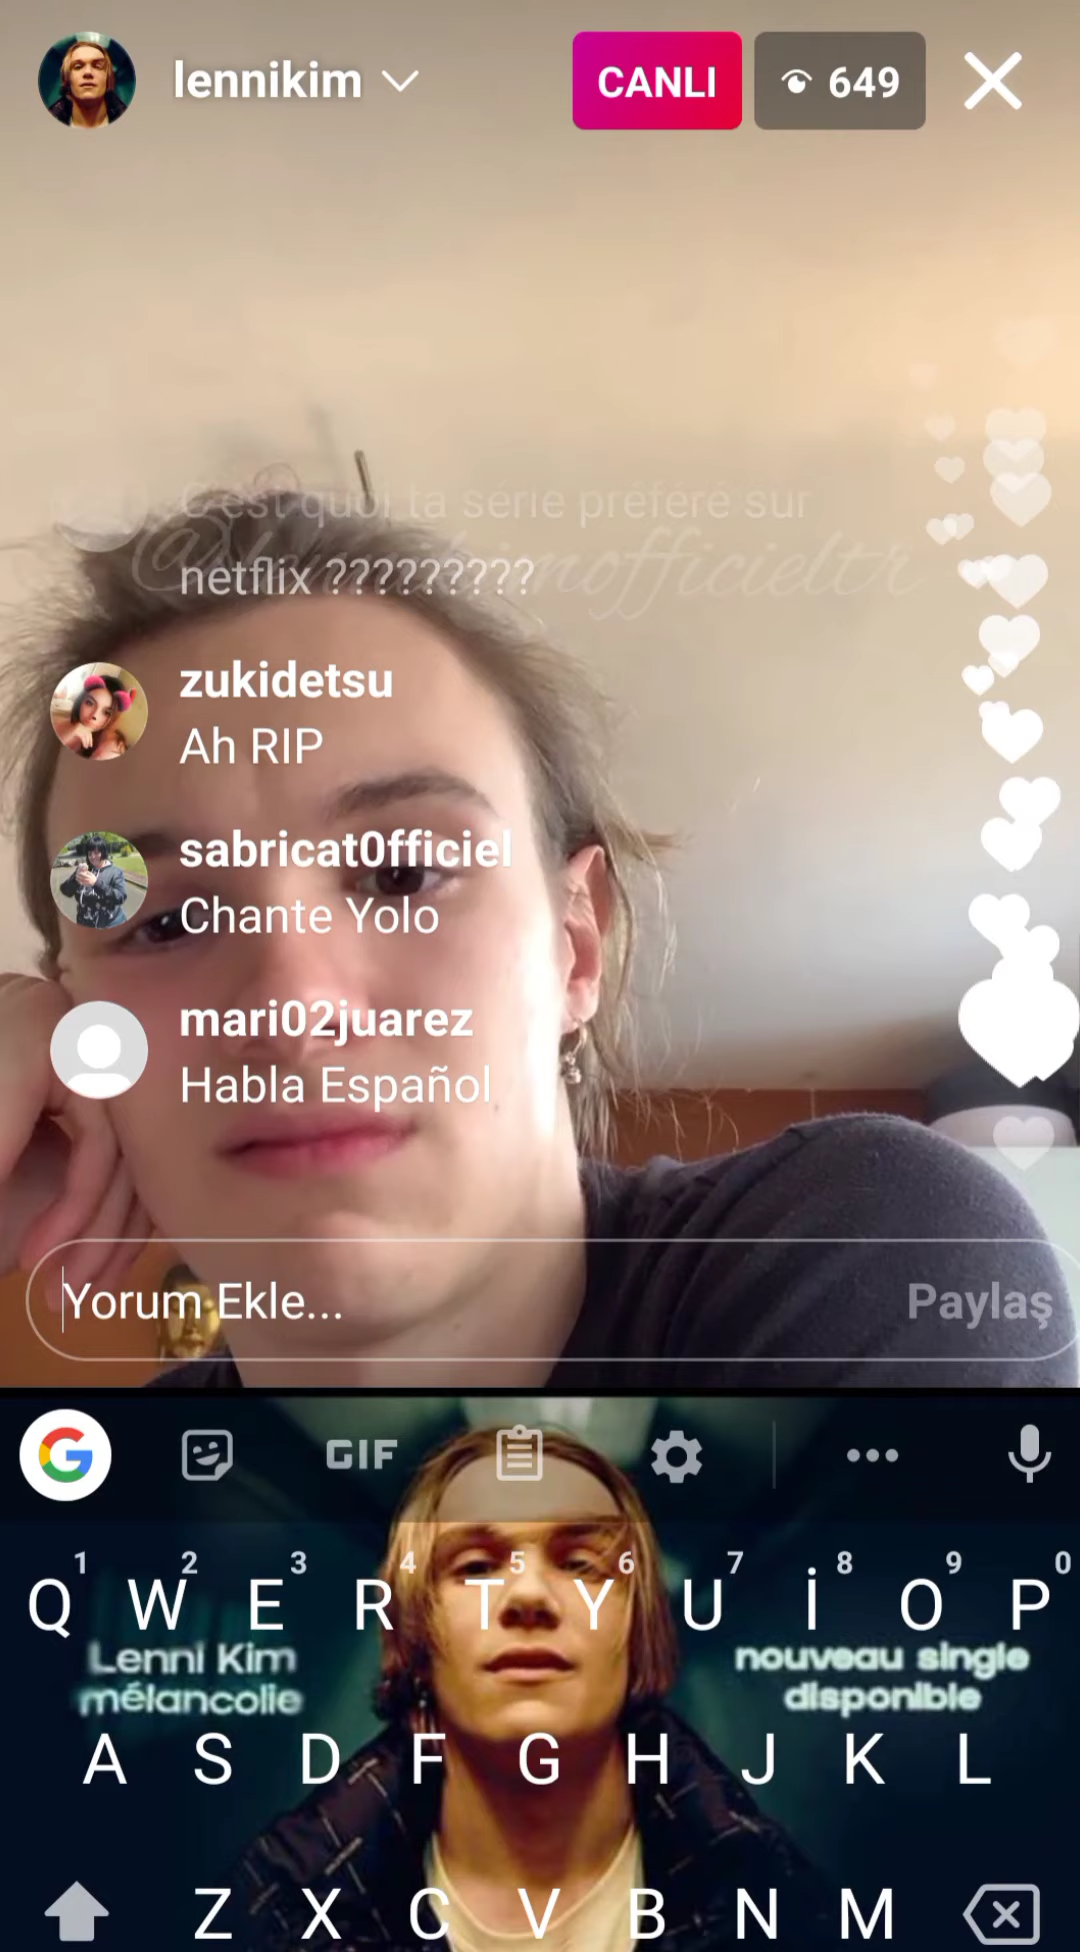 lennikim
CANLI
649
C'est quoi ta série préféré sur
netflix ?????????
zukidetsu
Ah RIP
sabricat0fficiel
Chante Yolo
mari02juarez
Habla Español
Yorum Ekle...
Paylaş
G
GIF
1 2 3 4 5 6 7 8 9 0
Q W E R T Y U İ O P
Lenni Kim
mélancolie
nouveau single
disponible
A S D F G H J K L
Z X C V B N M